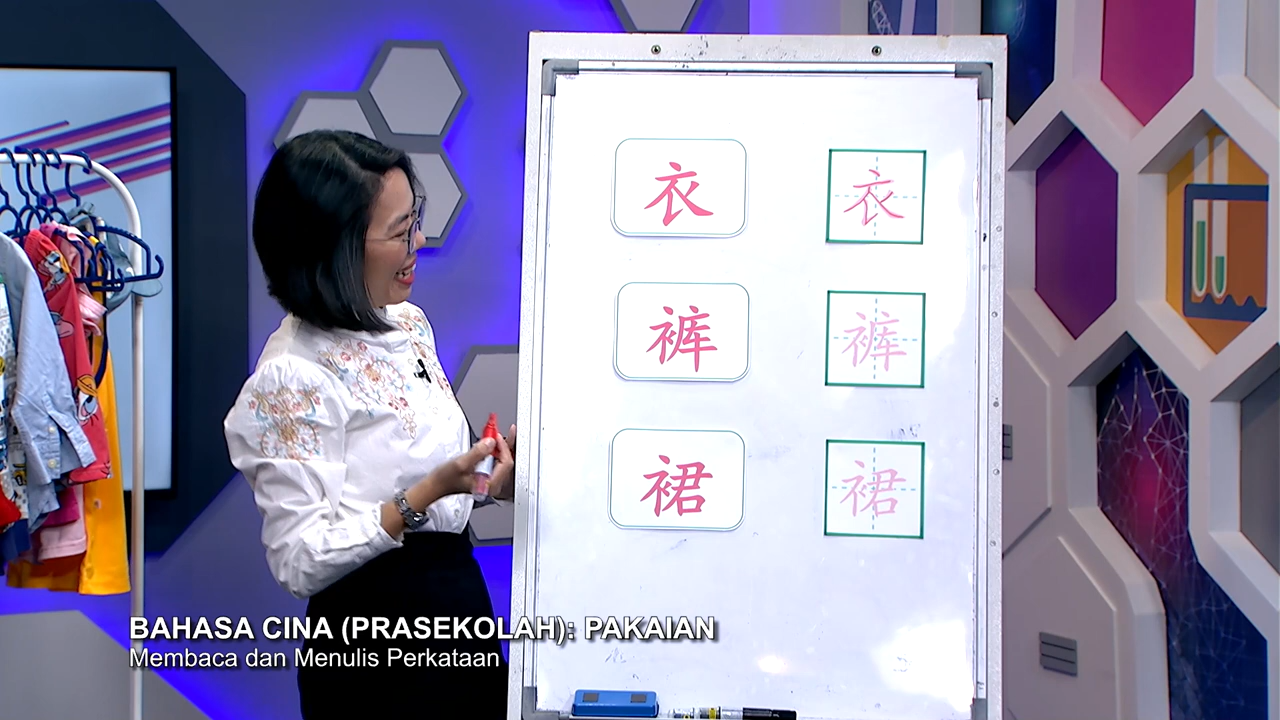 衣 衣
裤 裤
裙 裙
BAHASA CINA (PRASEKOLAH): PAKAIAN
Membaca dan Menulis Perkataan